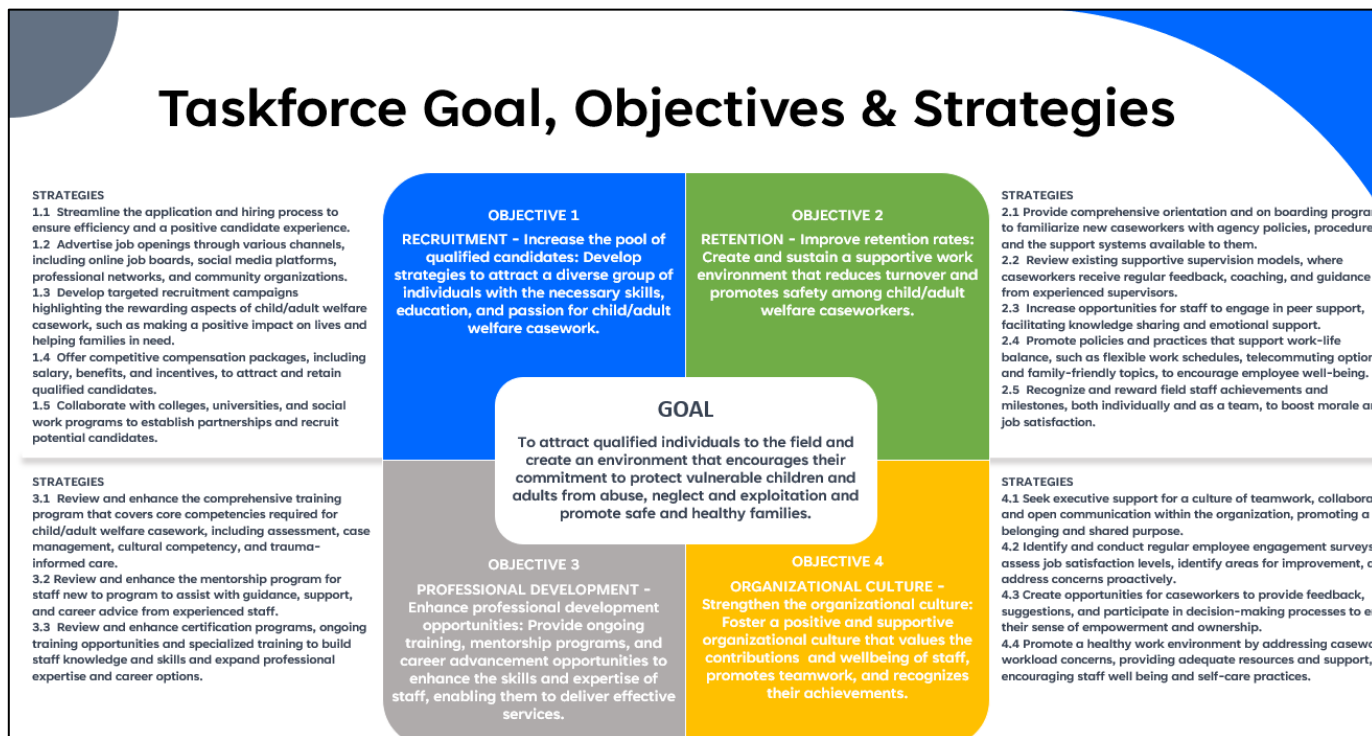 Taskforce Goal, Objectives & Strategies
STRATEGIES
1.1 Streamline the application and hiring process to
ensure efficiency and a positive candidate experience.
1.2 Advertise job openings through various channels,
including online job boards, social media platforms,
professional networks, and community organizations.
1.3 Develop targeted recruitment campaigns
highlighting the rewarding aspects of child/adult welfare
casework, such as making a positive impact on lives and
helping families in need.
1.4 Offer competitive compensation packages, including
salary, benefits, and incentives, to attract and retain
qualified candidates.
1.5 Collaborate with colleges, universities, and social
work programs to establish partnerships and recruit
potential candidates.
OBJECTIVE 1
RECRUITMENT - Increase the pool of
qualified candidates: Develop
strategies to attract a diverse group of
individuals with the necessary skills,
education, and passion for child/adult
welfare casework.
OBJECTIVE 2
RETENTION - Improve retention rates:
Create and sustain a supportive work
environment that reduces turnover and
promotes safety among child/adult
welfare caseworkers.
STRATEGIES
2.1 Provide comprehensive orientation and on boarding
to familiarize new caseworkers with agency policies,
and the support systems available to them.
2.2 Review existing supportive supervision models, where
caseworkers receive regular feedback, coaching, and guidance
from experienced supervisors.
2.3 Increase opportunities for staff to engage in peer support,
facilitating knowledge sharing and emotional support.
2.4 Promote policies and practices that support work-life
balance, such as flexible work schedules, telecommuting
and family-friendly topics, to encourage employee well-being.
2.5 Recognize and reward field staff achievements and
milestones, both individually and as a team, to boost morale
job satisfaction.
GOAL
To attract qualified individuals to the field and
create an environment that encourages their
commitment to protect vulnerable children and
adults from abuse, neglect and exploitation and
promote safe and healthy families.
STRATEGIES
3.1 Review and enhance the comprehensive training
program that covers core competencies required for
child/adult welfare casework, including assessment, case
management, cultural competency, and trauma-
informed care.
3.2 Review and enhance the mentorship program for
staff new to program to assist with guidance, support,
and career advice from experienced staff.
3.3 Review and enhance certification programs, ongoing
training opportunities and specialized training to build
staff knowledge and skills and expand professional
expertise and career options.
OBJECTIVE 3
PROFESSIONAL DEVELOPMENT -
Enhance professional development
opportunities: Provide ongoing
training, mentorship programs, and
career advancement opportunities to
enhance the skills and expertise of
staff, enabling them to deliver effective
services.
OBJECTIVE 4
ORGANIZATIONAL CULTURE -
Strengthen the organizational culture:
Foster a positive and supportive
organizational culture that values the
contributions and wellbeing of staff,
promotes teamwork, and recognizes
their achievements.
STRATEGIES
4.1 Seek executive support for a culture of teamwork,
and open communication within the organization, promoting a
belonging and shared purpose.
4.2 Identify and conduct regular employee engagement surveys
assess job satisfaction levels, identify areas for improvement,
address concerns proactively.
4.3 Create opportunities for caseworkers to provide feedback,
suggestions, and participate in decision-making processes to
their sense of empowerment and ownership.
4.4 Promote a healthy work environment by addressing
workload concerns, providing adequate resources and support,
encouraging staff well being and self-care practices.